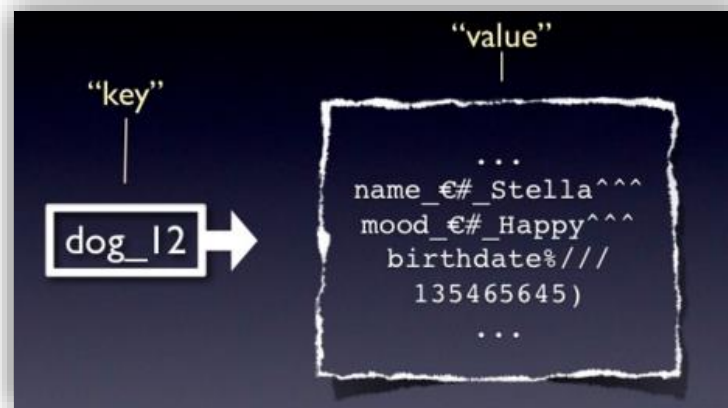 “value”
“key”
...
name_€#_Stella^^^
dog_12
mood_€#_Happy^^^
birthdate%///
135465645)
...